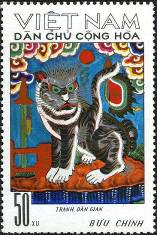 VIỆT NAM
DÂN CHỦ CỘNG HÒA
TRANH DÂN GIAN
50 XU
BƯU CHÍNH